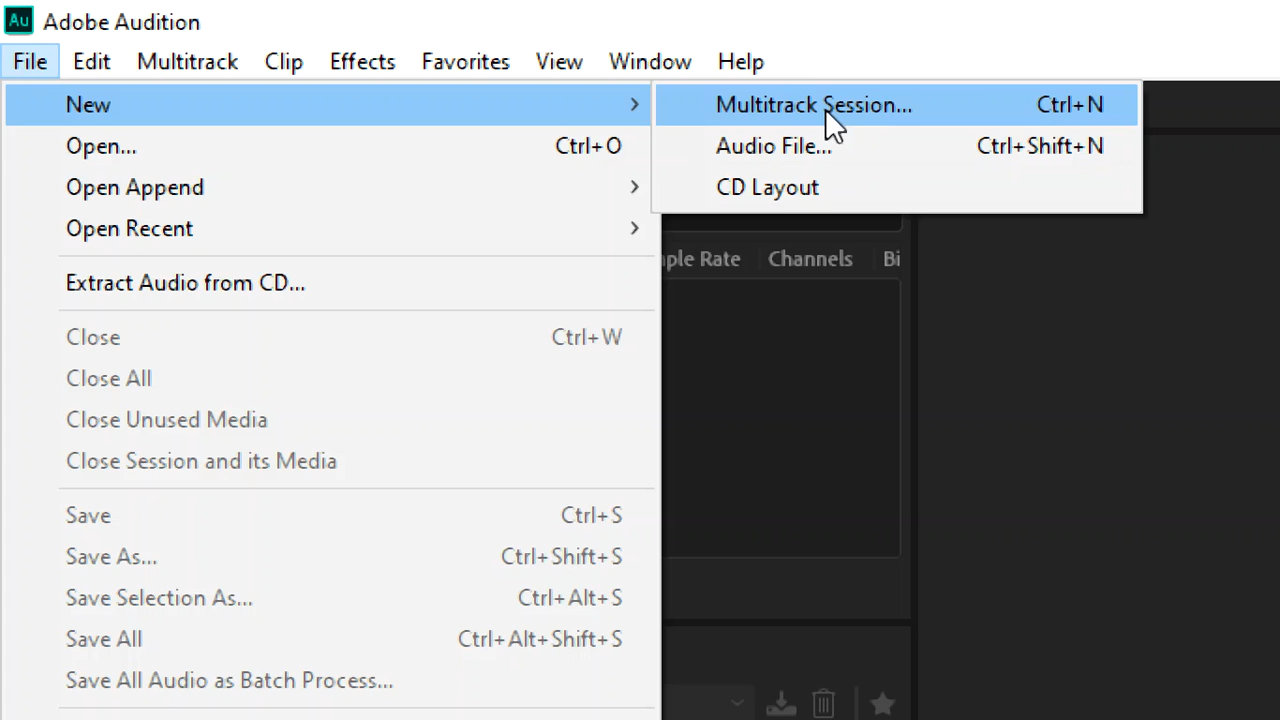 Au Adobe Audition
File Edit Multitrack Clip Effects Favorites View Window Help
New
Multitrack Session... Ctrl+N
Open... Ctrl+O
Audio File... Ctrl+Shift+N
Open Append
CD Layout
Open Recent
Rate Channels
Extract Audio from CD...
Close Ctrl+W
Close All
Close Unused Media
Close Session and its Media
Save Ctrl+S
Save As... Ctrl+Shift+S
Save Selection As... Ctrl+Alt+S
Save All Ctrl+Alt+Shift+S
Save All Audio as Batch Process...